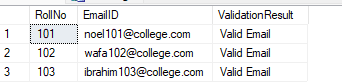 RollNo EmailID ValidationResult
1 101 noel101@college.com Valid Email
2 102 wafa102@college.com Valid Email
3 103 ibrahim103@college.com Valid Email